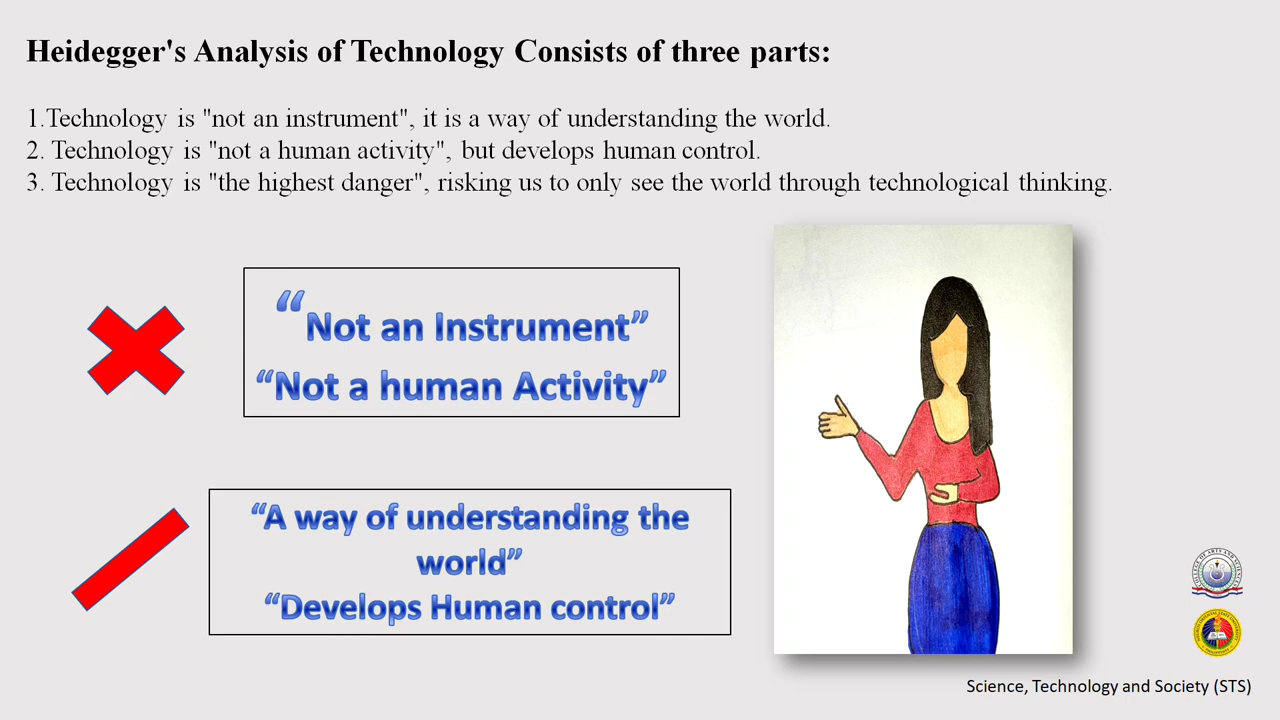 Heidegger's Analysis of Technology Consists of three parts:
1.Technology is "not an instrument", it is a way of understanding the world.
2. Technology is "not a human activity", but develops human control.
3. Technology is "the highest danger", risking us to only see the world through technological thinking.
“Not an Instrument”
“Not a human Activity”
“A way of understanding the
world”
“Develops Human control”
Science, Technology and Society (STS)